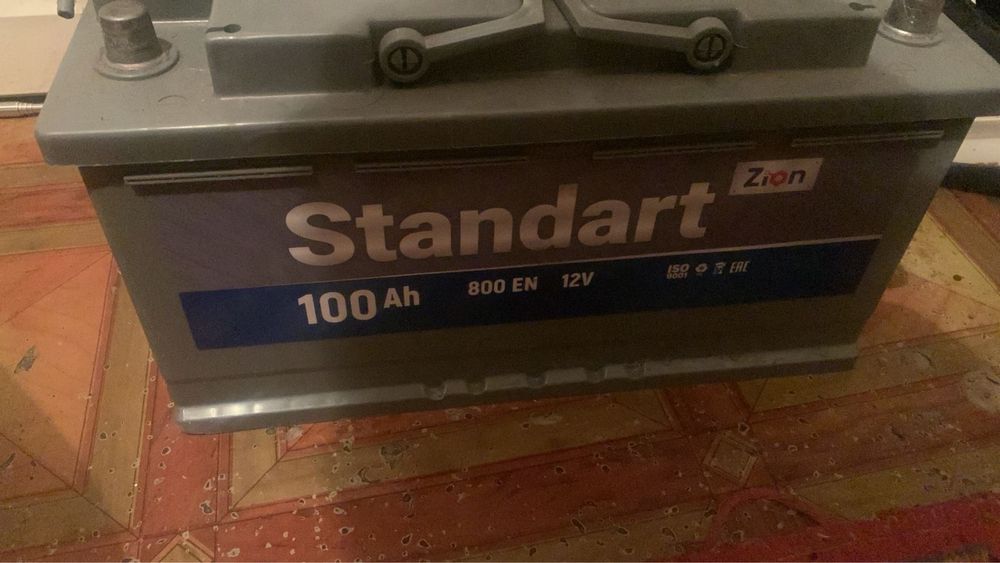 Zion
Standart
100 Ah 800 EN 12V ISO 9001 EAC